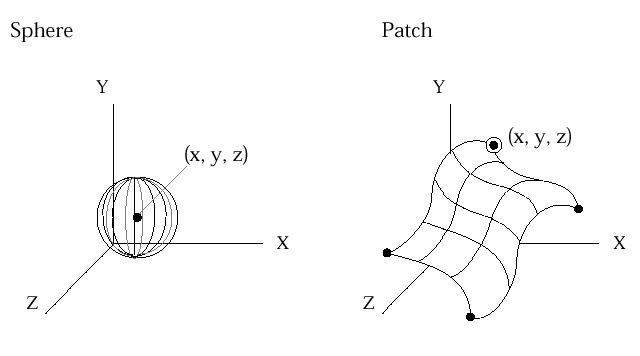 Sphere
Patch
Y
(x, y, z)
X
Z
Y
(x, y, z)
X
Z